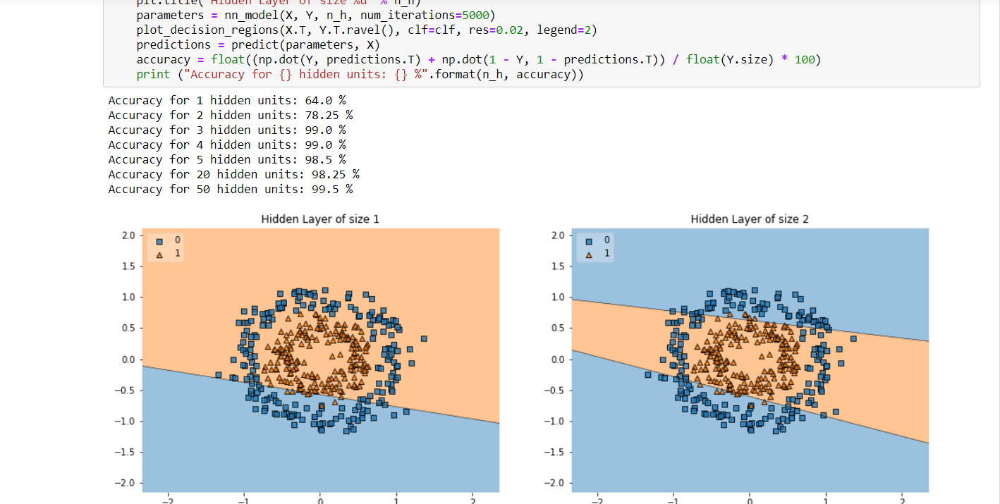 plt.title('Hidden Layer of size %d' % n_h)
parameters = nn_model(X, Y, n_h, num_iterations=5000)
plot_decision_regions(X.T, Y.T.ravel(), clf=clf, res=0.02, legend=2)
predictions = predict(parameters, X)
accuracy = float((np.dot(Y, predictions.T) + np.dot(1 - Y, 1 - predictions.T)) / float(Y.size) * 100)
print ("Accuracy for {} hidden units: {} %".format(n_h, accuracy))
Accuracy for 1 hidden units: 64.0 %
Accuracy for 2 hidden units: 78.25 %
Accuracy for 3 hidden units: 99.0 %
Accuracy for 4 hidden units: 99.0 %
Accuracy for 5 hidden units: 98.5 %
Accuracy for 20 hidden units: 98.25 %
Accuracy for 50 hidden units: 99.5 %
Hidden Layer of size 1
2.0
1.5
1.0
0.5
0.0
−0.5
−1.0
−1.5
−2.0
0
1
−2 −1 0 1 2
Hidden Layer of size 2
2.0
1.5
1.0
0.5
0.0
−0.5
−1.0
−1.5
−2.0
0
1
−2 −1 0 1 2